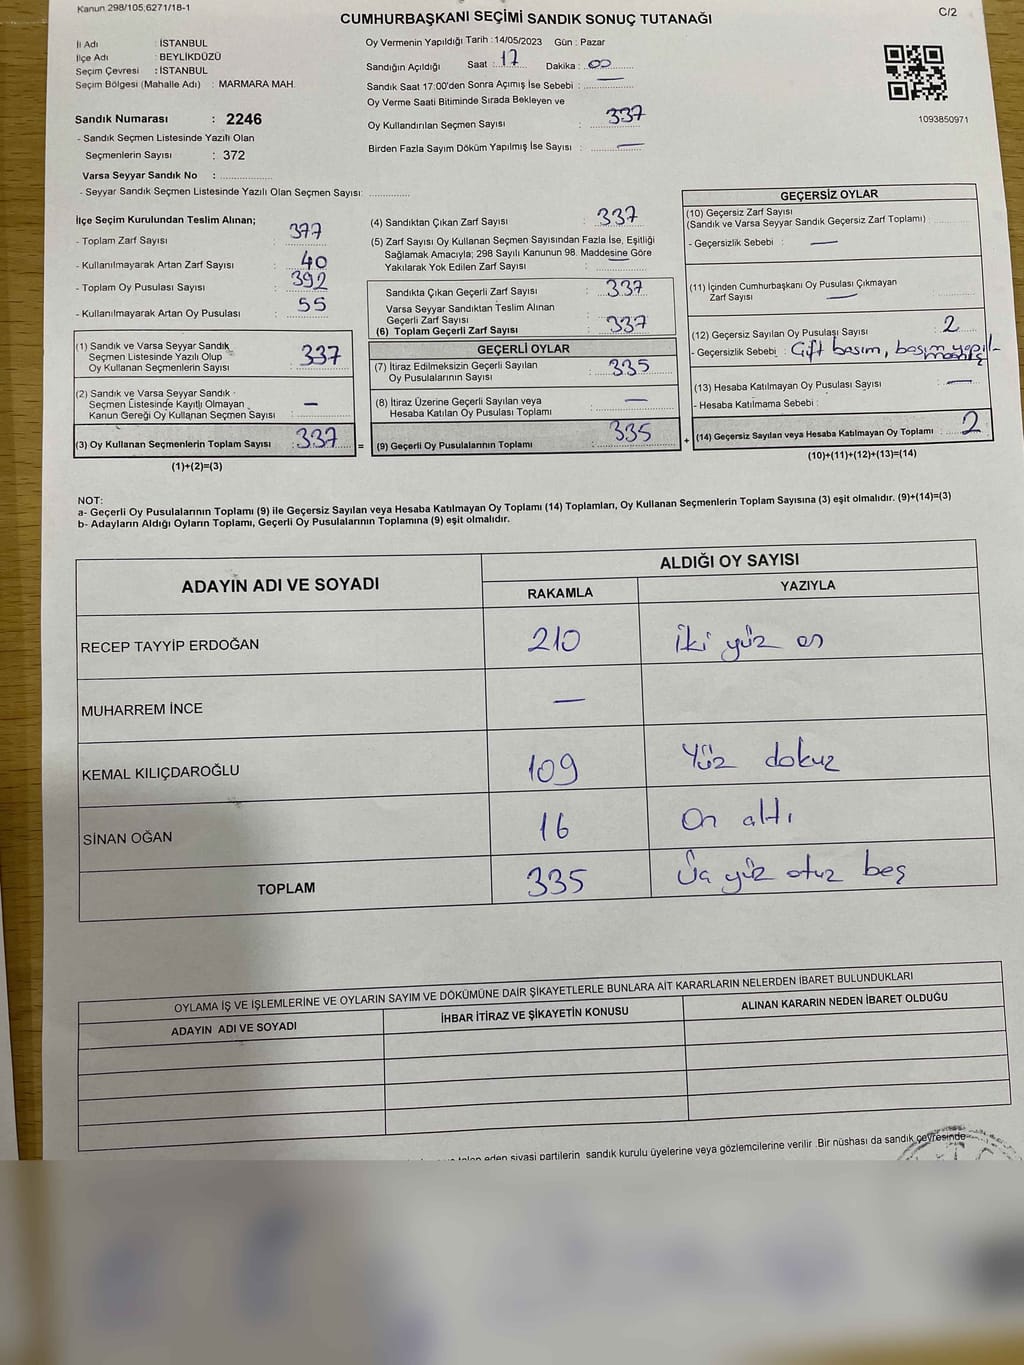 Kanun 298/105;6271/18-1
C/2
CUMHURBAŞKANI SEÇİMİ SANDIK SONUÇ TUTANAĞI
İl Adı : İSTANBUL
İlçe Adı : BEYLİKDÜZÜ
Seçim Çevresi : İSTANBUL
Seçim Bölgesi (Mahalle Adı) : MARMARA MAH.
Sandık Numarası : 2246
- Sandık Seçmen Listesinde Yazılı Olan
Seçmenlerin Sayısı : 372
Varsa Seyyar Sandık No :
- Seyyar Sandık Seçmen Listesinde Yazılı Olan Seçmen Sayısı:
Oy Vermenin Yapıldığı Tarih : 14/05/2023 Gün : Pazar
Sandığın Açıldığı Saat : 17 Dakika : 00
Sandık Saat 17:00'den Sonra Açımış İse Sebebi : —
Oy Verme Saati Bitiminde Sırada Bekleyen ve
Oy Kullandırılan Seçmen Sayısı : 337
Birden Fazla Sayım Döküm Yapılmış İse Sayısı : —
1093850971
İlçe Seçim Kurulundan Teslim Alınan;
- Toplam Zarf Sayısı : 377
- Kullanılmayarak Artan Zarf Sayısı : 40
- Toplam Oy Pusulası Sayısı : 392
- Kullanılmayarak Artan Oy Pusulası : 55
(1) Sandık ve Varsa Seyyar Sandık
Seçmen Listesinde Yazılı Olup
Oy Kullanan Seçmenlerin Sayısı : 337
(2) Sandık ve Varsa Seyyar Sandık
Seçmen Listesinde Kayıtlı Olmayan
Kanun Gereği Oy Kullanan Seçmen Sayısı : —
(3) Oy Kullanan Seçmenlerin Toplam Sayısı : 337 =
(1)+(2)=(3)
(4) Sandıktan Çıkan Zarf Sayısı : 337
(5) Zarf Sayısı Oy Kullanan Seçmen Sayısından Fazla İse, Eşitliği
Sağlamak Amacıyla; 298 Sayılı Kanunun 98. Maddesine Göre
Yakılarak Yok Edilen Zarf Sayısı : —
Sandıkta Çıkan Geçerli Zarf Sayısı : 337
Varsa Seyyar Sandıktan Teslim Alınan
Geçerli Zarf Sayısı
(6) Toplam Geçerli Zarf Sayısı : 337
GEÇERLİ OYLAR
(7) İtiraz Edilmeksizin Geçerli Sayılan
Oy Pusulalarının Sayısı : 335
(8) İtiraz Üzerine Geçerli Sayılan veya
Hesaba Katılan Oy Pusulası Toplamı : —
(9) Geçerli Oy Pusulalarının Toplamı : 335 +
GEÇERSİZ OYLAR
(10) Geçersiz Zarf Sayısı
(Sandık ve Varsa Seyyar Sandık Geçersiz Zarf Toplamı)
- Geçersizlik Sebebi : —
(11) İçinden Cumhurbaşkanı Oy Pusulası Çıkmayan
Zarf Sayısı —
(12) Geçersiz Sayılan Oy Pusulası Sayısı : 2
- Geçersizlik Sebebi : Çift basım, basım yapıl-
mamış
(13) Hesaba Katılmayan Oy Pusulası Sayısı : —
- Hesaba Katılmama Sebebi :
(14) Geçersiz Sayılan veya Hesaba Katılmayan Oy Toplamı : 2
(10)+(11)+(12)+(13)=(14)
NOT:
a- Geçerli Oy Pusulalarının Toplamı (9) ile Geçersiz Sayılan veya Hesaba Katılmayan Oy Toplamı (14) Toplamları, Oy Kullanan Seçmenlerin Toplam Sayısına (3) eşit olmalıdır. (9)+(14)=(3)
b- Adayların Aldığı Oyların Toplamı, Geçerli Oy Pusulalarının Toplamına (9) eşit olmalıdır.
ADAYIN ADI VE SOYADI
ALDIĞI OY SAYISI
RAKAMLA YAZIYLA
RECEP TAYYİP ERDOĞAN 210 İki yüz on
MUHARREM İNCE —
KEMAL KILIÇDAROĞLU 109 Yüz dokuz
SİNAN OĞAN 16 On altı
TOPLAM 335 Üç yüz otuz beş
OYLAMA İŞ VE İŞLEMLERİNE VE OYLARIN SAYIM VE DÖKÜMÜNE DAİR ŞİKAYETLERLE BUNLARA AİT KARARLARIN NELERDEN İBARET BULUNDUKLARI
ADAYIN ADI VE SOYADI İHBAR İTİRAZ VE ŞİKAYETİN KONUSU ALINAN KARARIN NEDEN İBARET OLDUĞU
eden siyasi partilerin sandık kurulu üyelerine veya gözlemcilerine verilir .Bir nüshası da sandık çevresinde